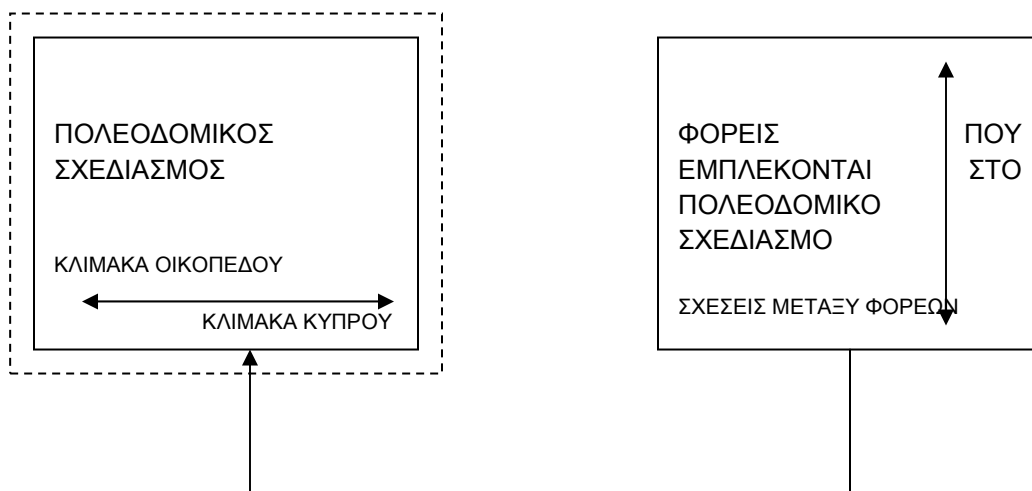 ΠΟΛΕΟΔΟΜΙΚΟΣ
ΣΧΕΔΙΑΣΜΟΣ
ΚΛΙΜΑΚΑ ΟΙΚΟΠΕΔΟΥ
ΚΛΙΜΑΚΑ ΚΥΠΡΟΥ
ΦΟΡΕΙΣ ΠΟΥ
ΕΜΠΛΕΚΟΝΤΑΙ ΣΤΟ
ΠΟΛΕΟΔΟΜΙΚΟ
ΣΧΕΔΙΑΣΜΟ
ΣΧΕΣΕΙΣ ΜΕΤΑΞΥ ΦΟΡΕΩΝ